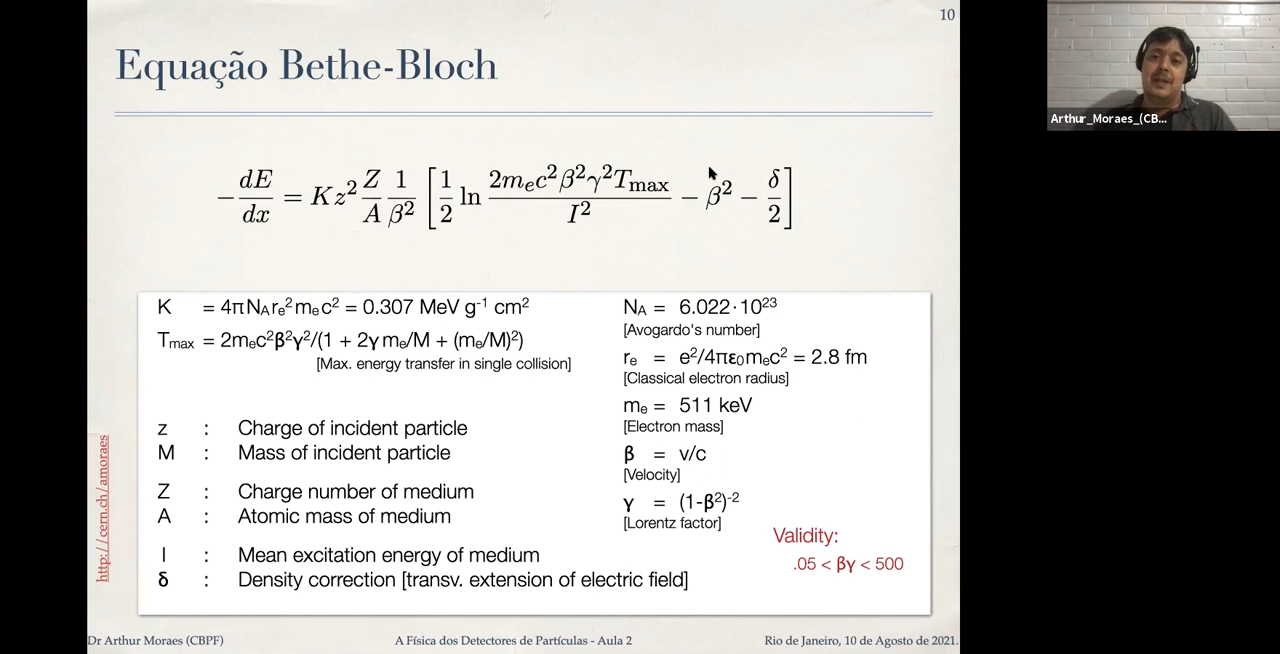 10
Equação Bethe-Bloch
Arthur_Moraes_(CB...
-dE/dx = Kz² Z/A 1/β² [1/2 ln 2mₑc²β²γ²Tmax/I² − β² − δ/2]
K = 4πNArₑ²mₑc² = 0.307 MeV g⁻¹ cm²
Tmax = 2mₑc²β²γ²/(1 + 2γ mₑ/M + (mₑ/M)²)
[Max. energy transfer in single collision]
z : Charge of incident particle
M : Mass of incident particle
Z : Charge number of medium
A : Atomic mass of medium
I : Mean excitation energy of medium
δ : Density correction [transv. extension of electric field]
NA = 6.022·10²³
[Avogardo's number]
rₑ = e²/4πε₀mₑc² = 2.8 fm
[Classical electron radius]
mₑ = 511 keV
[Electron mass]
β = v/c
[Velocity]
γ = (1-β²)⁻²
[Lorentz factor]
Validity:
.05 < βγ < 500
http://cern.ch/amoraes
Dr Arthur Moraes (CBPF)
A Física dos Detectores de Partículas - Aula 2
Rio de Janeiro, 10 de Agosto de 2021.